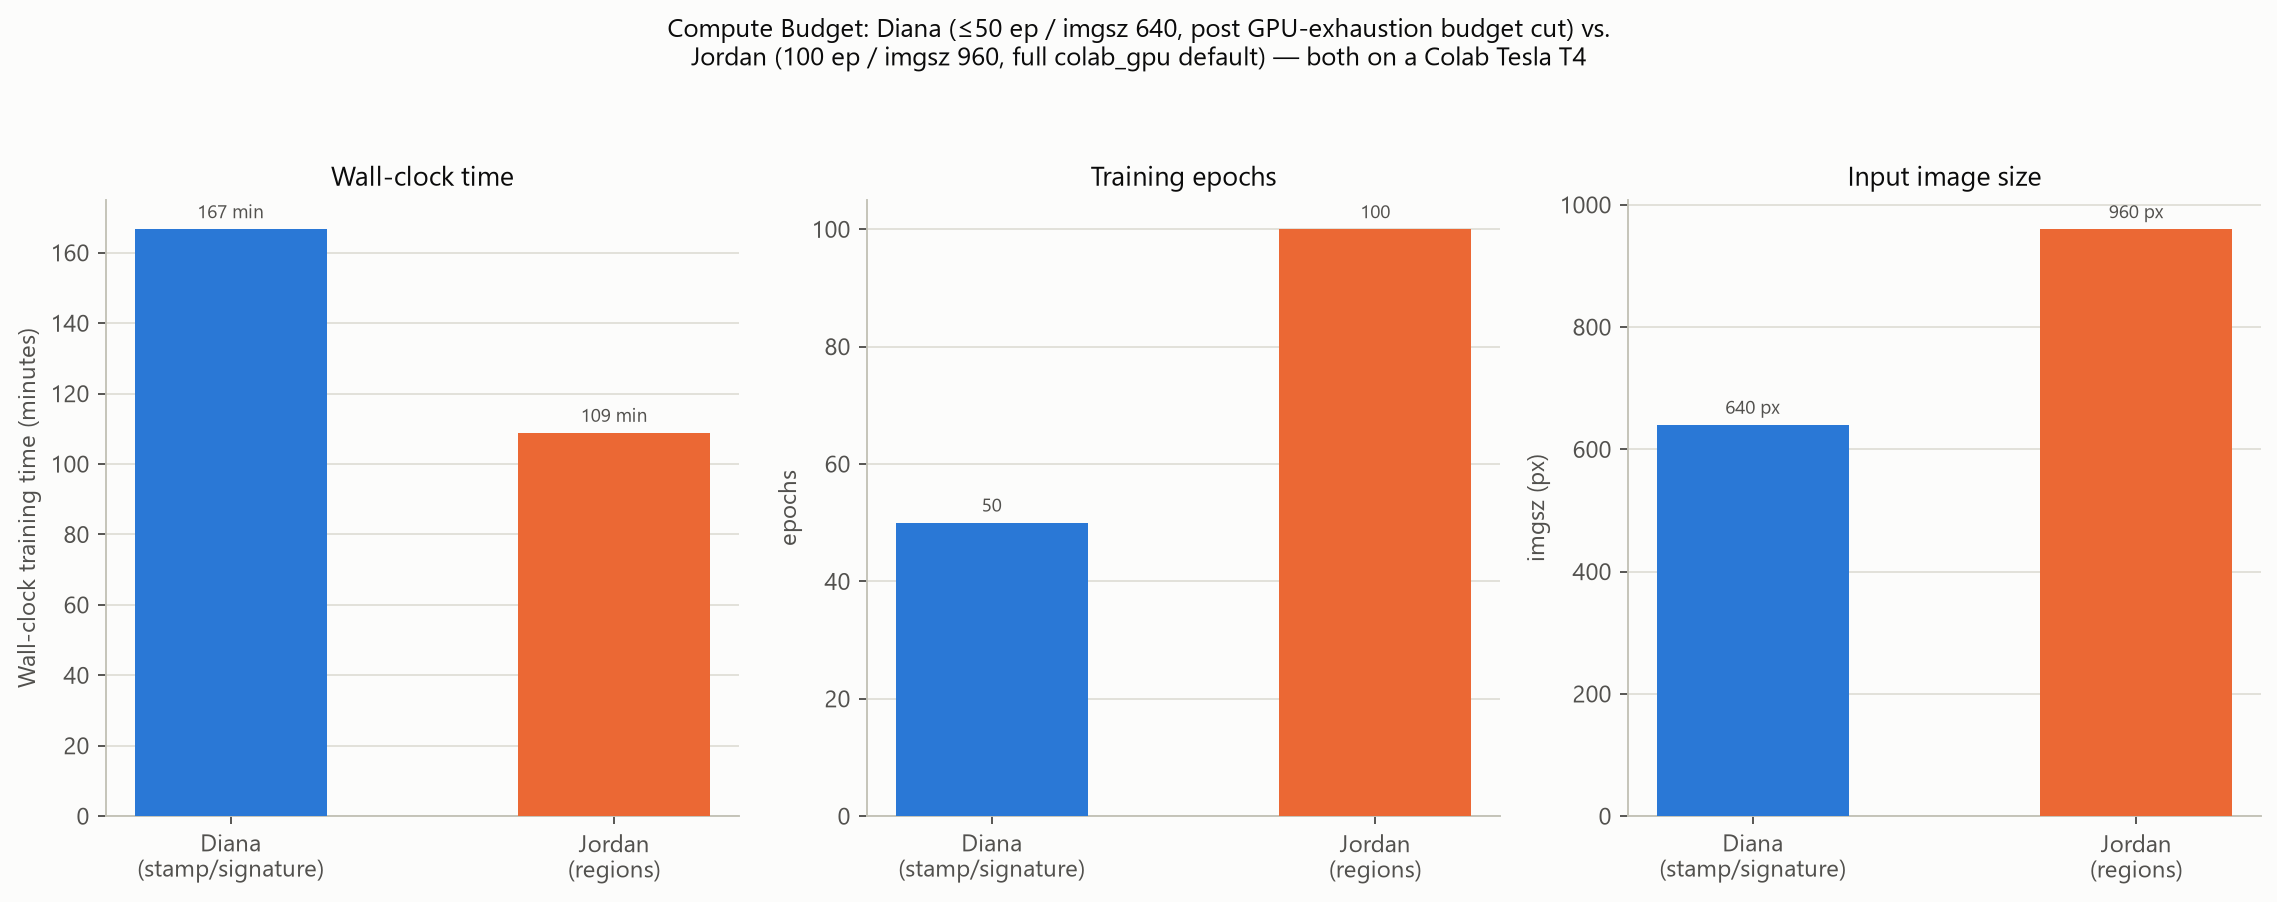 Compute Budget: Diana (≤50 ep / imgsz 640, post GPU-exhaustion budget cut) vs.
Jordan (100 ep / imgsz 960, full colab_gpu default) — both on a Colab Tesla T4
Wall-clock time
Wall-clock training time (minutes)
160
140
120
100
80
60
40
20
0
167 min
109 min
Diana
(stamp/signature)
Jordan
(regions)
Training epochs
epochs
100
80
60
40
20
0
50
100
Diana
(stamp/signature)
Jordan
(regions)
Input image size
imgsz (px)
1000
800
600
400
200
0
640 px
960 px
Diana
(stamp/signature)
Jordan
(regions)